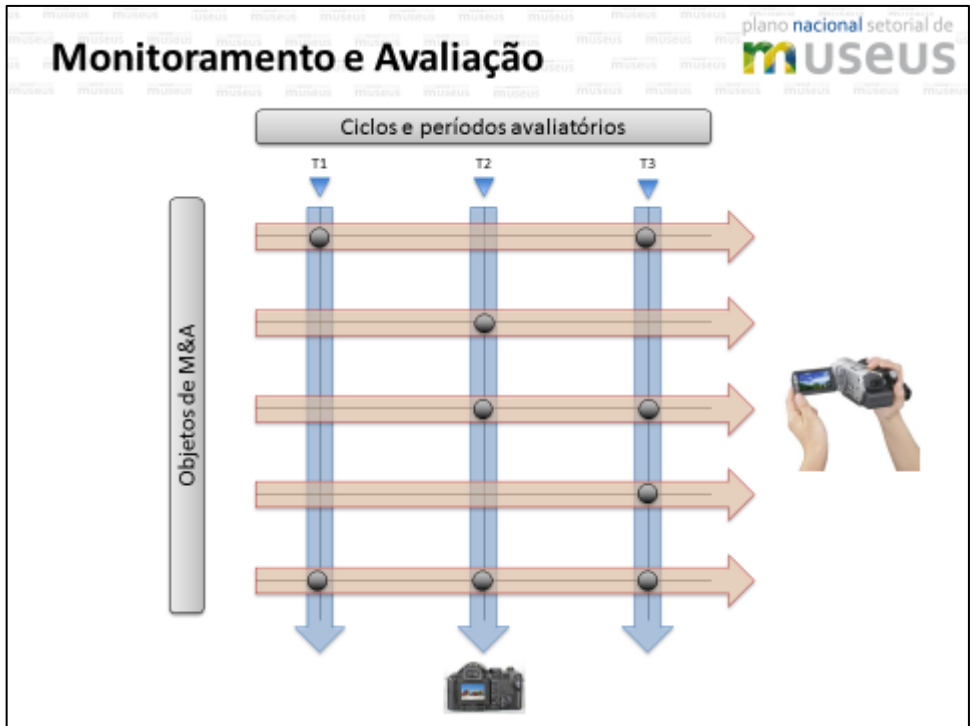 plano nacional setorial de
museus
Monitoramento e Avaliação
Ciclos e períodos avaliatórios
T1 T2 T3
Objetos de M&A